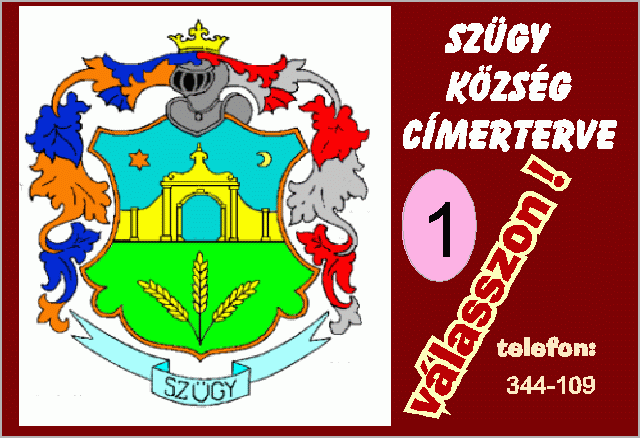 SZÜGY
KÖZSÉG
CÍMERTERVE
1
válasszon!
telefon:
344-109
SZÜGY